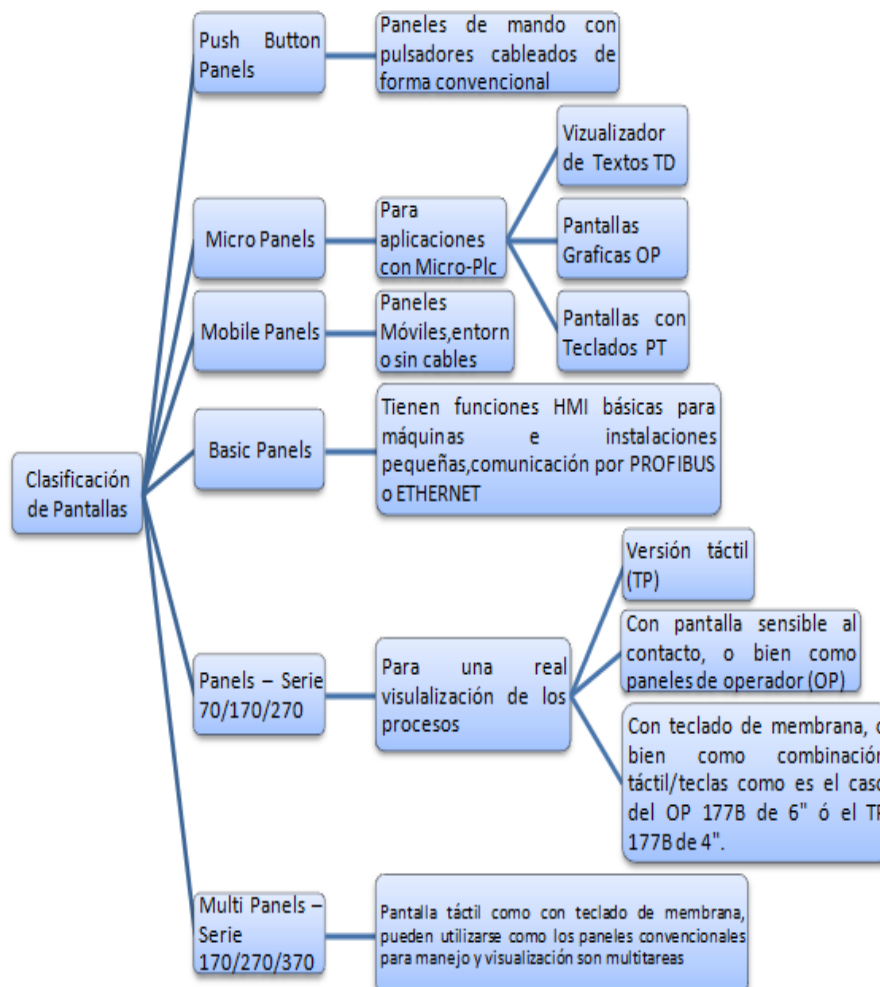 Clasificación
de Pantallas
Push Button
Panels
Paneles de mando con
pulsadores cableados de
forma convencional
Micro Panels
Para
aplicaciones
con Micro-Plc
Vizualizador
de Textos TD
Pantallas
Graficas OP
Pantallas con
Teclados PT
Mobile Panels
Paneles
Móviles,entorn
o sin cables
Basic Panels
Tienen funciones HMI básicas para
máquinas e instalaciones
pequeñas,comunicación por PROFIBUS
o ETHERNET
Panels – Serie
70/170/270
Para una real
visulalización de los
procesos
Versión táctil
(TP)
Con pantalla sensible al
contacto, o bien como
paneles de operador (OP)
Con teclado de membrana, o
bien como combinación
táctil/teclas como es el caso
del OP 177B de 6" ó el TP
177B de 4".
Multi Panels –
Serie
170/270/370
Pantalla táctil como con teclado de membrana,
pueden utilizarse como los paneles convencionales
para manejo y visualización son multitareas